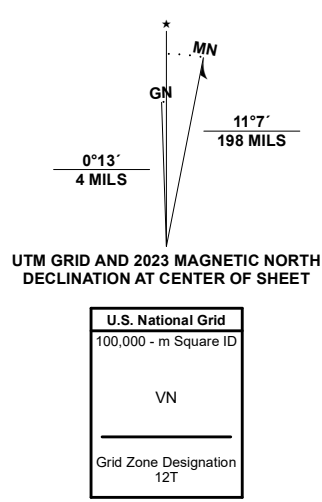 ★
MN
GN
11°7´
198 MILS
0°13´
4 MILS
UTM GRID AND 2023 MAGNETIC NORTH
DECLINATION AT CENTER OF SHEET
U.S. National Grid
100,000 - m Square ID
VN
Grid Zone Designation
12T